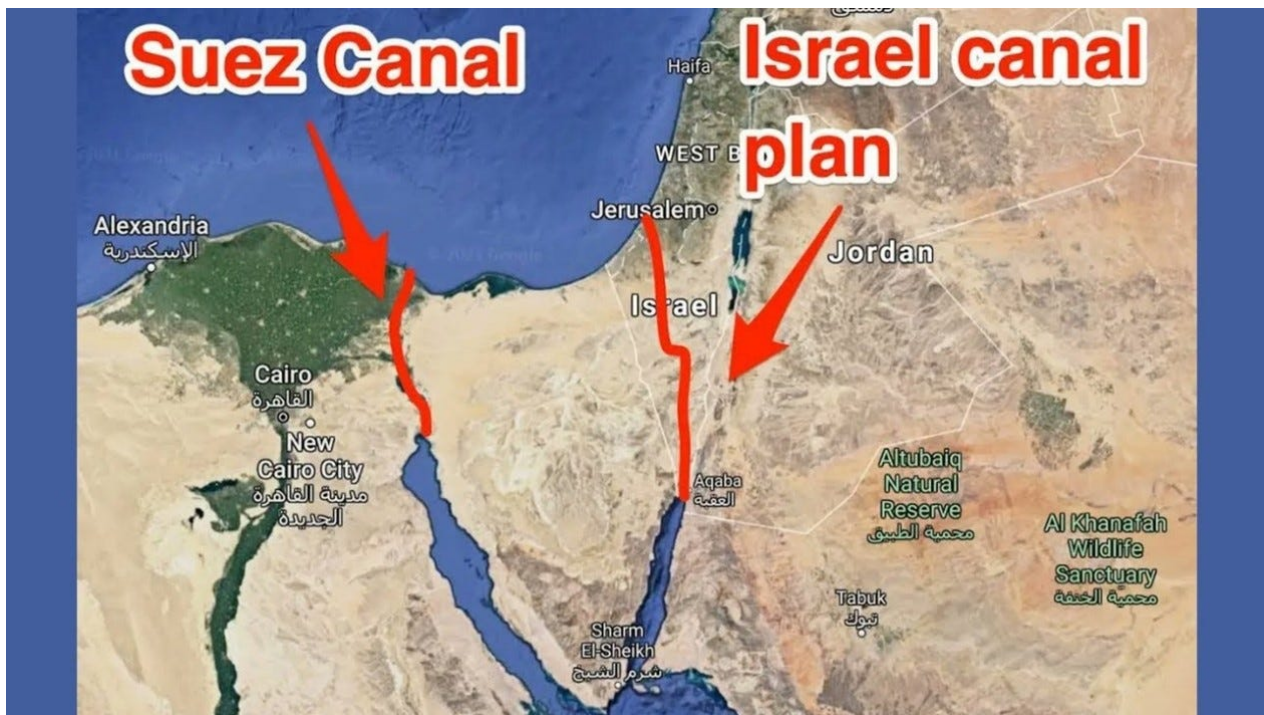 Suez Canal
Israel canal
plan
Haifa
WEST B
Jerusalem
Alexandria
الإسكندرية
Jordan
Israel
Cairo
القاهرة
New
Cairo City
مدينة القاهرة
الجديدة
Aqaba
العقبة
Altubaiq
Natural
Reserve
محمية الطبيق
Al Khanafah
Wildlife
Sanctuary
محمية الخنفة
Tabuk
تبوك
Sharm
El-Sheikh
شرم الشيخ